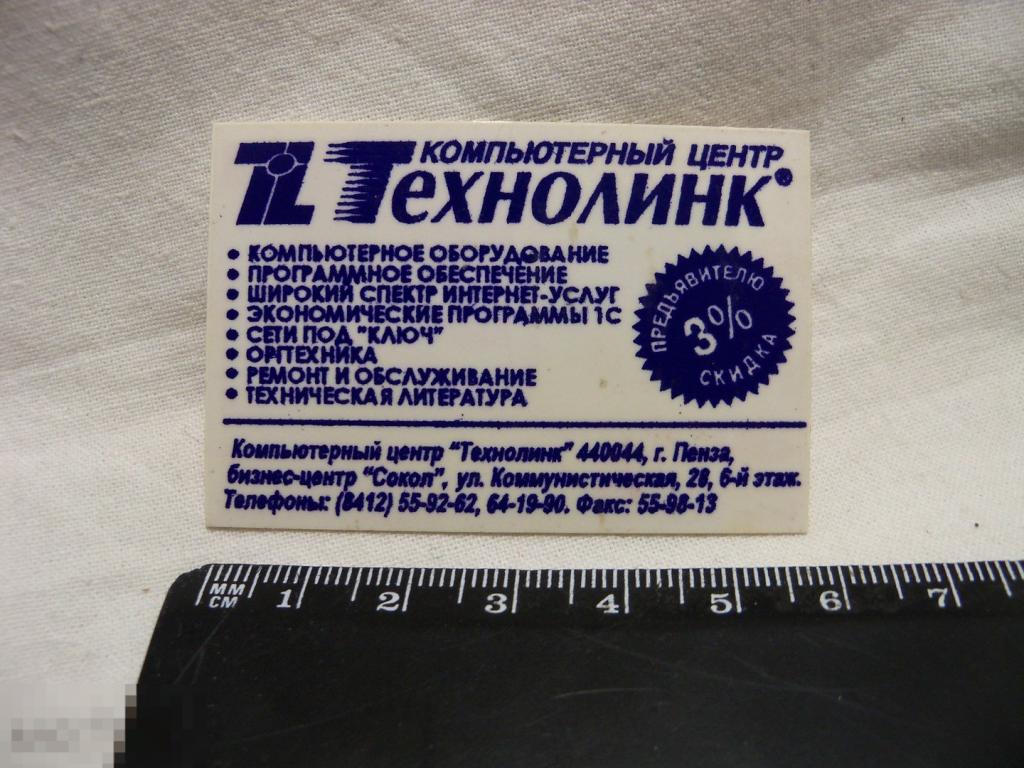 TL КОМПЬЮТЕРНЫЙ ЦЕНТР
ТЕХНОЛИНК®
• КОМПЬЮТЕРНОЕ ОБОРУДОВАНИЕ
• ПРОГРАММНОЕ ОБЕСПЕЧЕНИЕ
• ШИРОКИЙ СПЕКТР ИНТЕРНЕТ-УСЛУГ
• ЭКОНОМИЧЕСКИЕ ПРОГРАММЫ 1С
• СЕТИ ПОД "КЛЮЧ"
• ОРГТЕХНИКА
• РЕМОНТ И ОБСЛУЖИВАНИЕ
• ТЕХНИЧЕСКАЯ ЛИТЕРАТУРА
ПРЕДЪЯВИТЕЛЮ
3%
СКИДКА
Компьютерный центр "Технолинк" 440044, г. Пенза,
бизнес-центр "Сокол", ул. Коммунистическая, 28, 6-й этаж.
Телефоны: (8412) 55-92-62, 64-19-90. Факс: 55-98-13
ММ
СМ 1 2 3 4 5 6 7